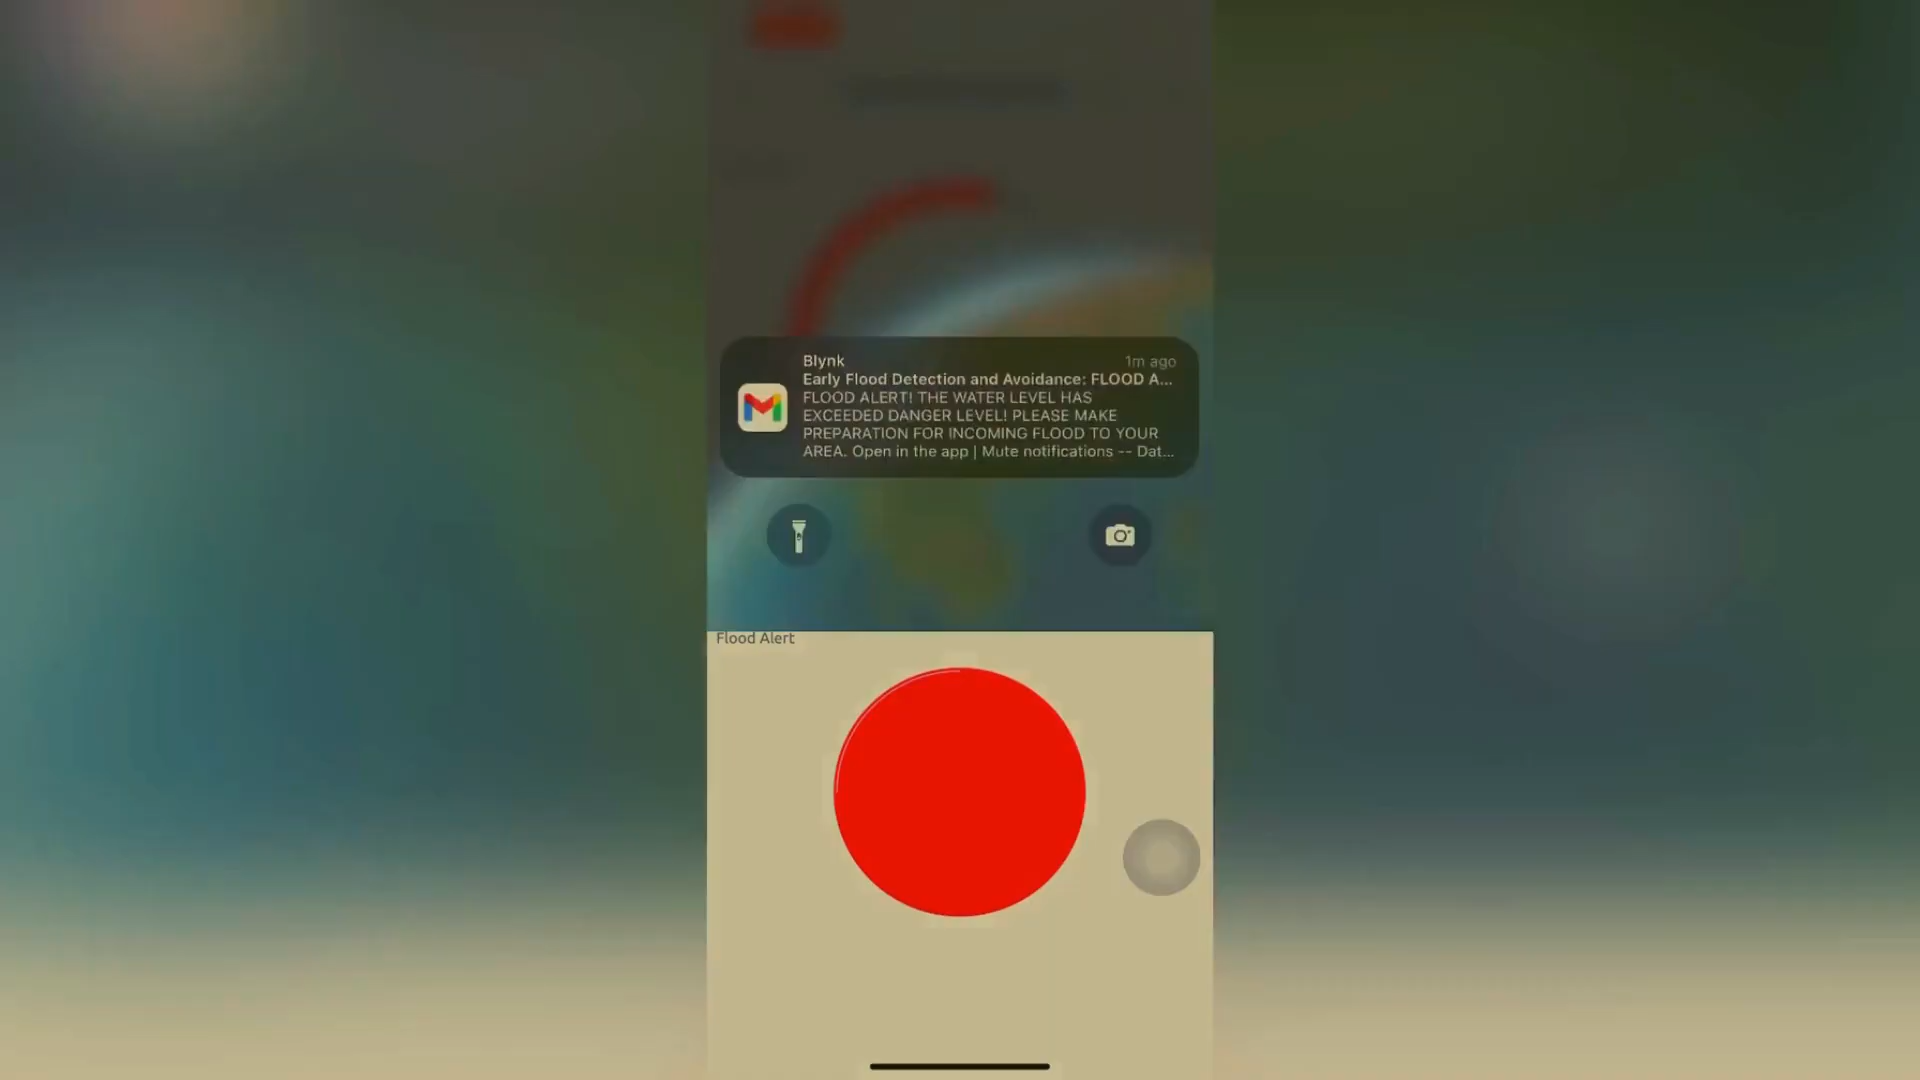 Blynk
1m ago
Early Flood Detection and Avoidance: FLOOD A...
FLOOD ALERT! THE WATER LEVEL HAS
EXCEEDED DANGER LEVEL! PLEASE MAKE
PREPARATION FOR INCOMING FLOOD TO YOUR
AREA. Open in the app | Mute notifications -- Dat...
Flood Alert